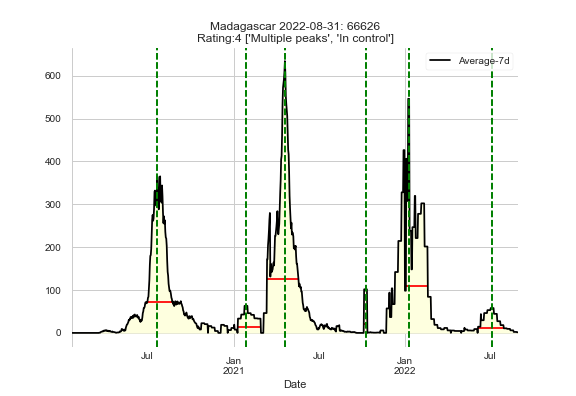 Madagascar 2022-08-31: 66626
Rating:4 ['Multiple peaks', 'In control']
Average-7d
600
500
400
300
200
100
0
Jul
Jan
2021
Jul
Jan
2022
Jul
Date